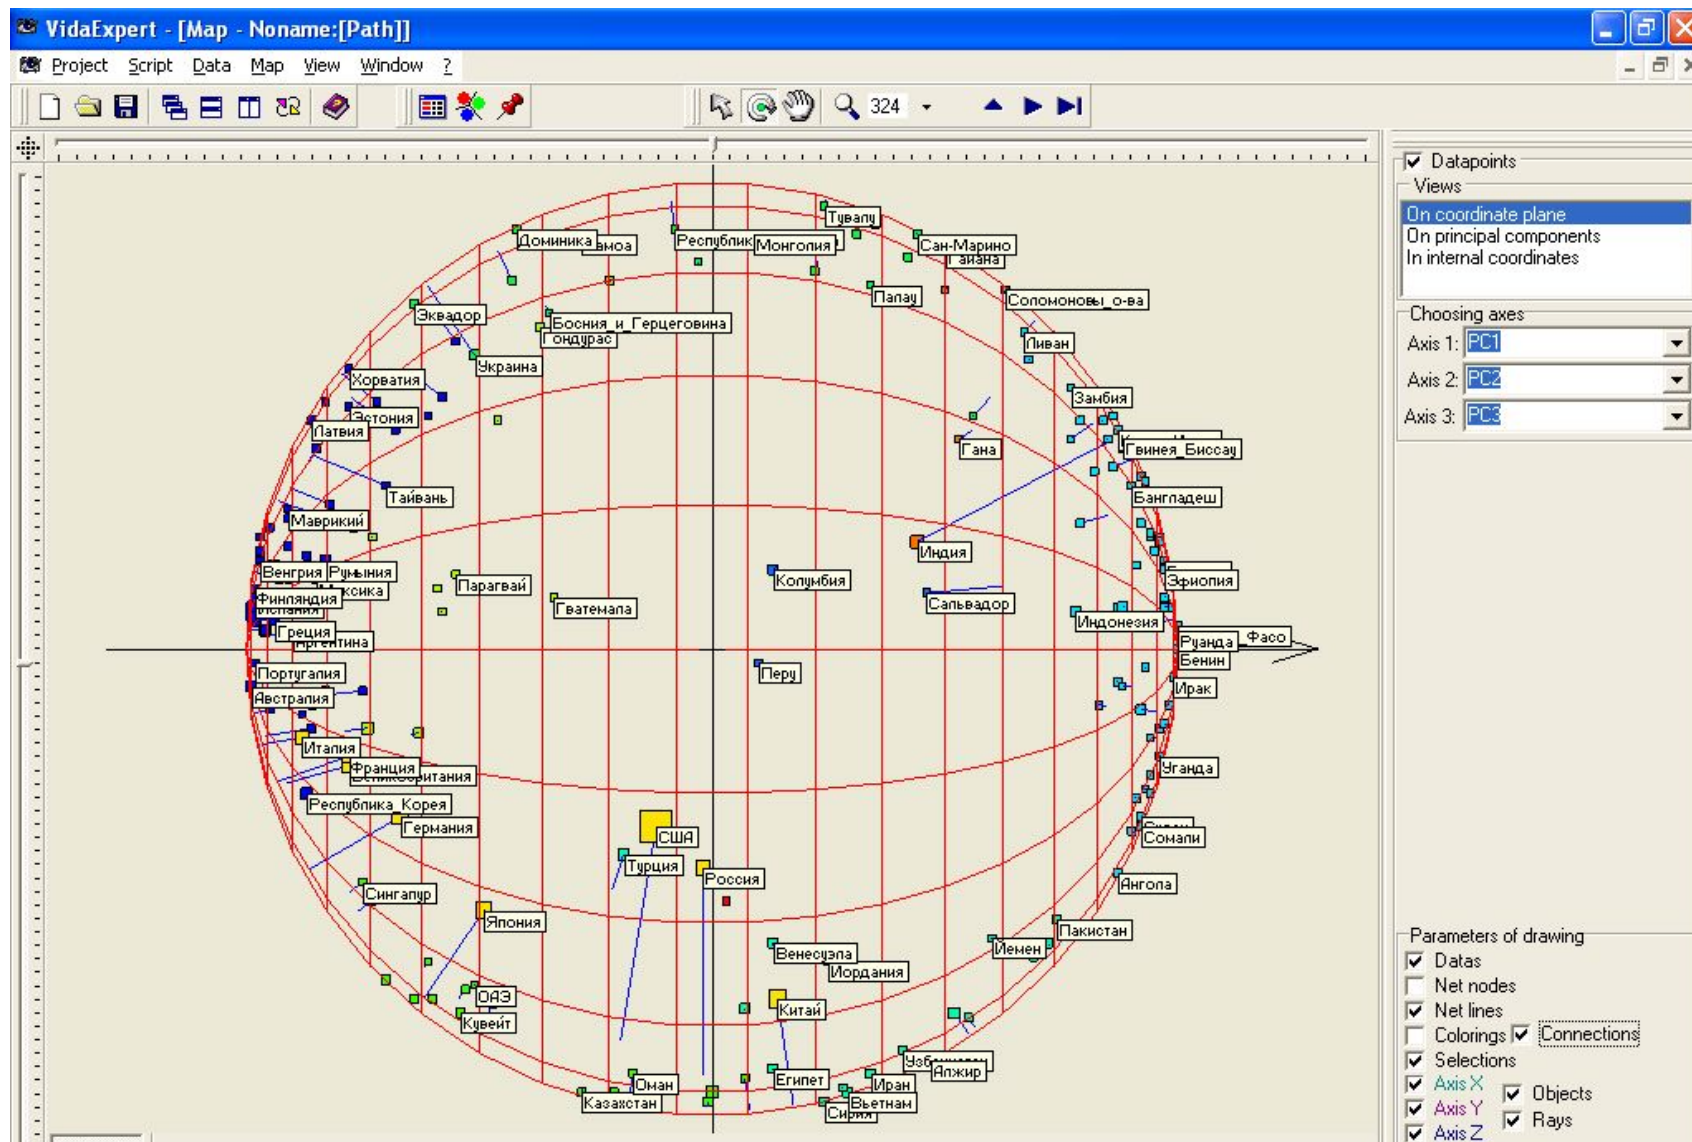 VidaExpert - [Map - Noname:[Path]]
Project Script Data Map View Window ?
324
Datapoints
Views
On coordinate plane
On principal components
In internal coordinates
Choosing axes
Axis 1: PC1
Axis 2: PC2
Axis 3: PC3
Тувалу
Доминика
Монголия
Сан-Марино
Гайана
Палау
Соломоновы_о-ва
Эквадор
Босния_и_Герцеговина
Гондурас
Ливан
Украина
Хорватия
Замбия
Эстония
Латвия
Гана
Гвинея_Биссау
Тайвань
Бангладеш
Маврикий
Индия
Венгрия
Румыния
Парагвай
Колумбия
Эфиопия
Финляндия
Гватемала
Сальвадор
Индонезия
Греция
Аргентина
Руанда
Фасо
Бенин
Португалия
Перу
Ирак
Австралия
Италия
Франция
Уганда
Республика_Корея
Германия
США
Сомали
Турция
Россия
Сингапур
Ангола
Япония
Пакистан
Йемен
Венесуэла
Иордания
ОАЭ
Китай
Кувейт
Алжир
Оман
Египет
Иран
Казахстан
Вьетнам
Parameters of drawing
Datas
Net nodes
Net lines
Colorings Connections
Selections
Axis X
Objects
Axis Y
Rays
Axis Z